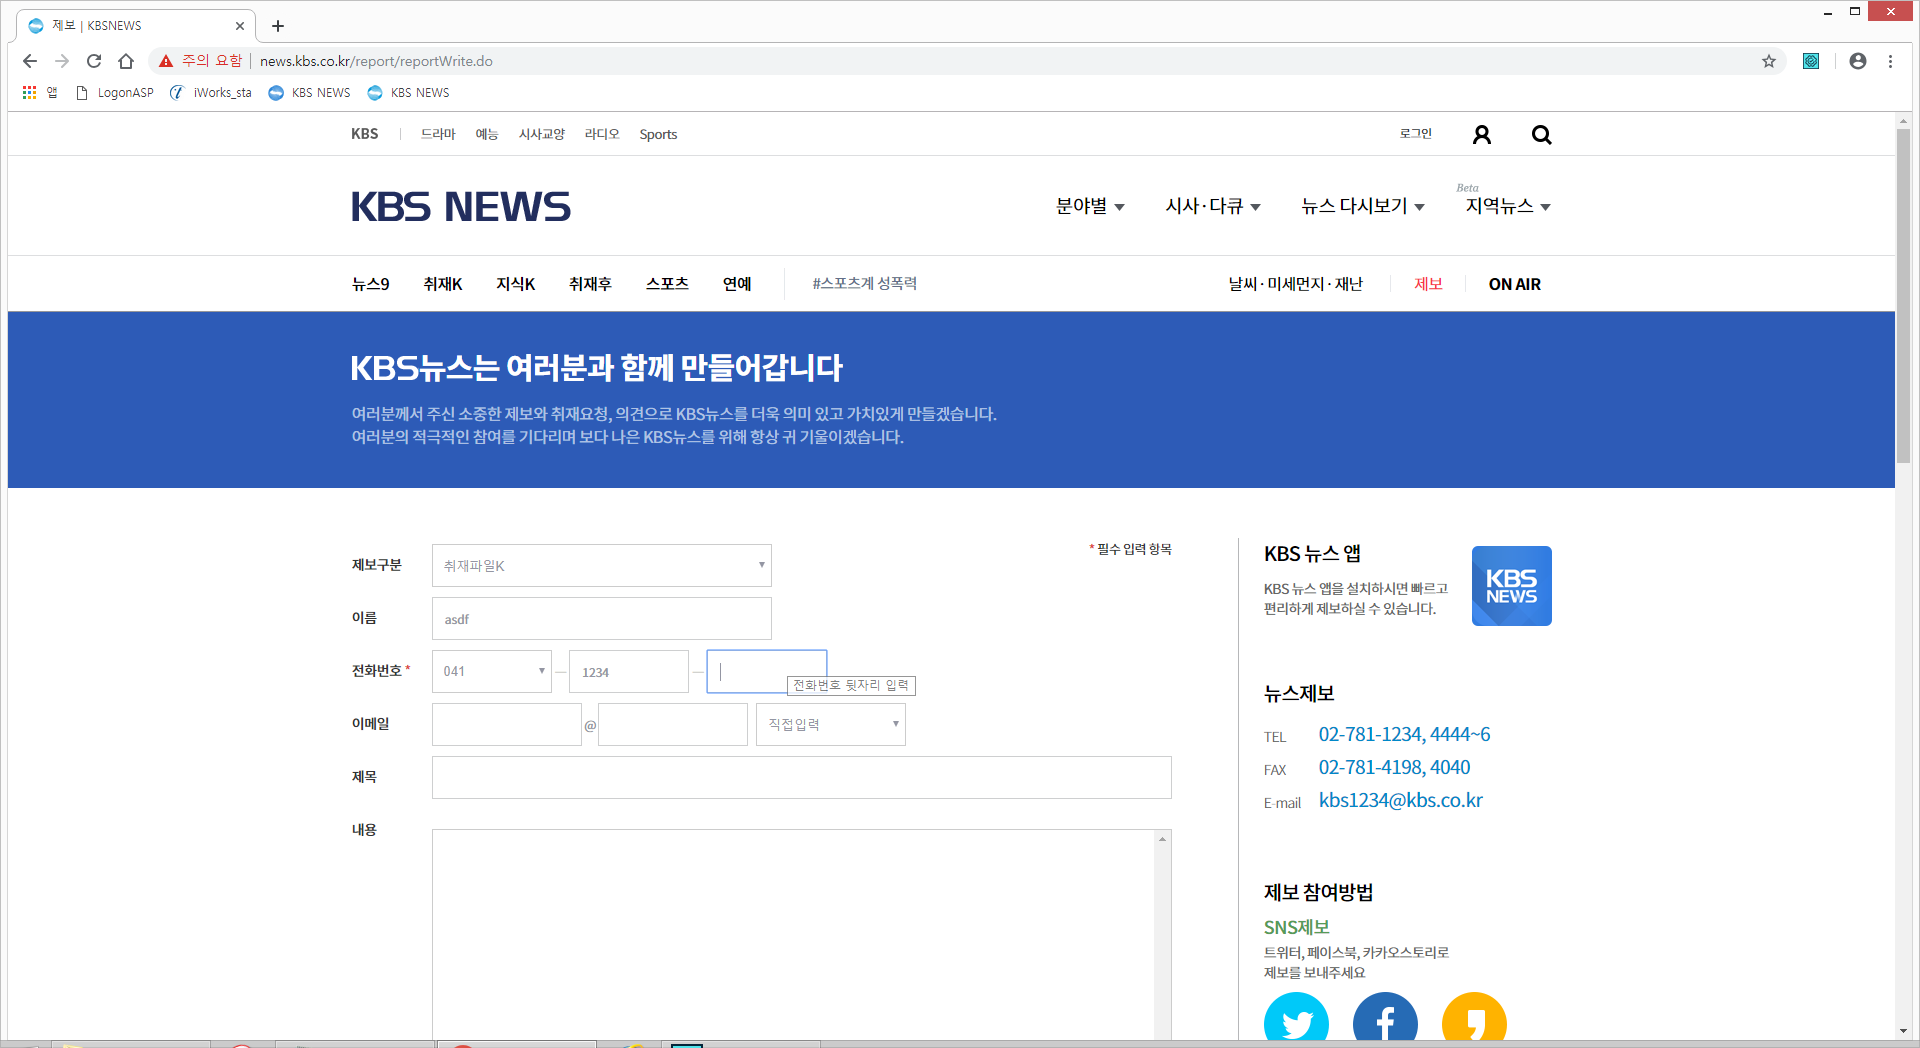 제보 | KBSNEWS
주의 요함 | news.kbs.co.kr/report/reportWrite.do
앱 LogonASP iWorks_sta KBS NEWS KBS NEWS
KBS | 드라마 예능 시사교양 라디오 Sports 로그인
Beta
KBS NEWS 분야별 시사·다큐 뉴스 다시보기 지역뉴스
뉴스9 취재K 지식K 취재후 스포츠 연예 #스포츠계 성폭력 날씨·미세먼지·재난 제보 ON AIR
KBS뉴스는 여러분과 함께 만들어갑니다
여러분께서 주신 소중한 제보와 취재요청, 의견으로 KBS뉴스를 더욱 의미 있고 가치있게 만들겠습니다.
여러분의 적극적인 참여를 기다리며 보다 나은 KBS뉴스를 위해 항상 귀 기울이겠습니다.
* 필수 입력 항목
제보구분 취재파일K
이름 asdf
전화번호 * 041 — 1234 —
전화번호 뒷자리 입력
이메일 @ 직접입력
제목
내용
KBS 뉴스 앱
KBS 뉴스 앱을 설치하시면 빠르고
편리하게 제보하실 수 있습니다.
KBS
NEWS
뉴스제보
TEL 02-781-1234, 4444~6
FAX 02-781-4198, 4040
E-mail kbs1234@kbs.co.kr
제보 참여방법
SNS제보
트위터, 페이스북, 카카오스토리로
제보를 보내주세요